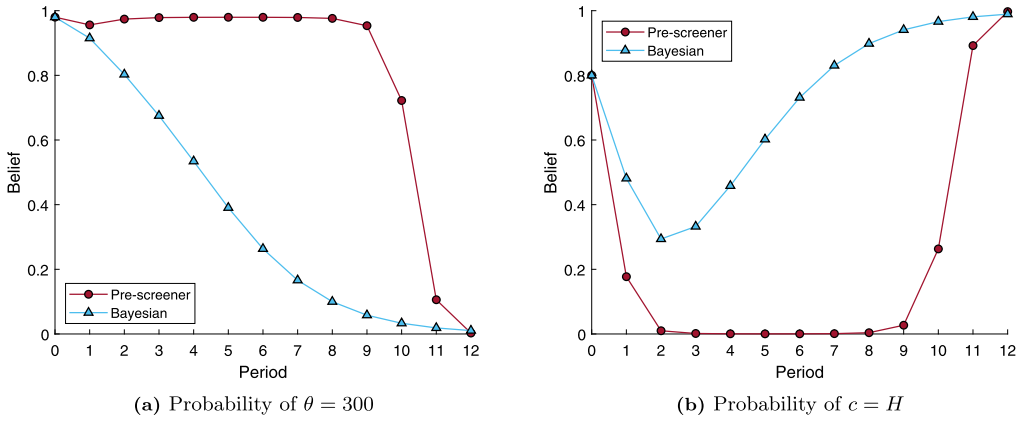 1
0.8
0.6
0.4
0.2
0
Belief
Pre-screener
Bayesian
0 1 2 3 4 5 6 7 8 9 10 11 12
Period
(a) Probability of θ = 300
1
0.8
0.6
0.4
0.2
0
Belief
Pre-screener
Bayesian
0 1 2 3 4 5 6 7 8 9 10 11 12
Period
(b) Probability of c = H